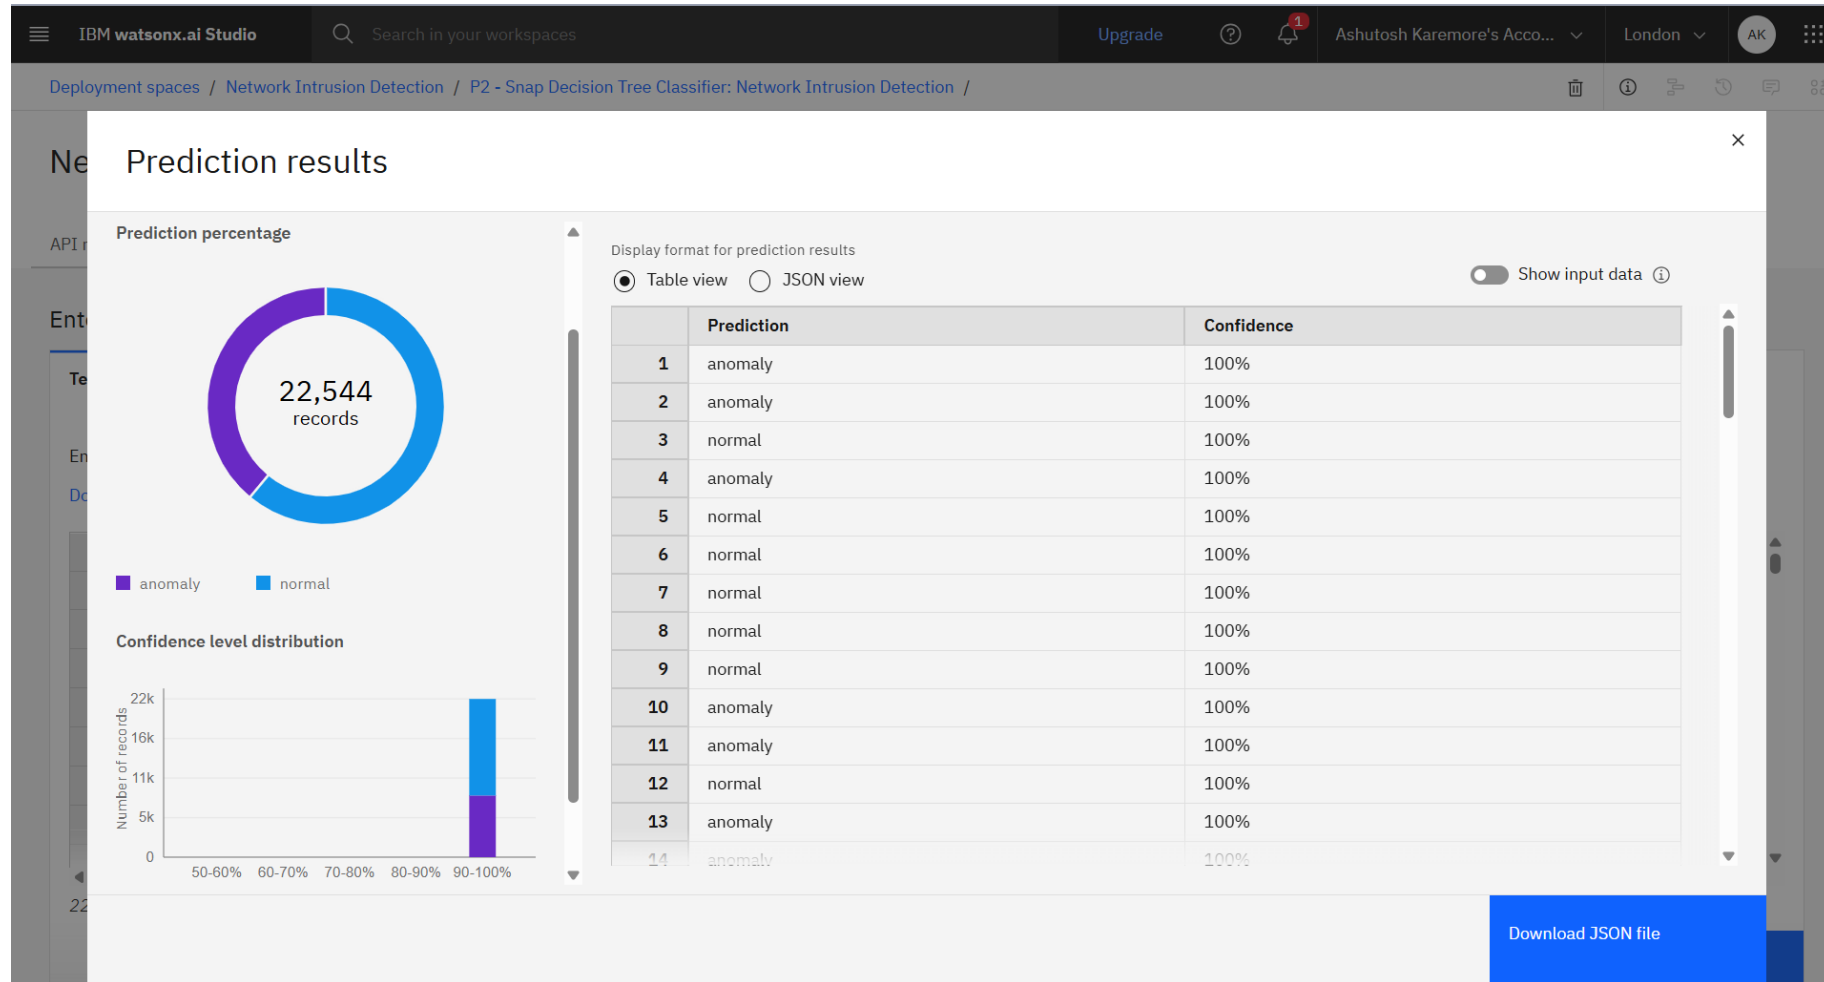 IBM watsonx.ai Studio
Search in your workspaces
Upgrade
1
Ashutosh Karemore's Acco...
London
AK
Deployment spaces / Network Intrusion Detection / P2 - Snap Decision Tree Classifier: Network Intrusion Detection /
Prediction results
Prediction percentage
22,544
records
anomaly normal
Confidence level distribution
Number of records
22k
16k
11k
5k
0
50-60% 60-70% 70-80% 80-90% 90-100%
Display format for prediction results
Table view JSON view
Show input data
Prediction Confidence
1 anomaly 100%
2 anomaly 100%
3 normal 100%
4 anomaly 100%
5 normal 100%
6 normal 100%
7 normal 100%
8 normal 100%
9 normal 100%
10 anomaly 100%
11 anomaly 100%
12 normal 100%
13 anomaly 100%
14 anomaly 100%
Download JSON file